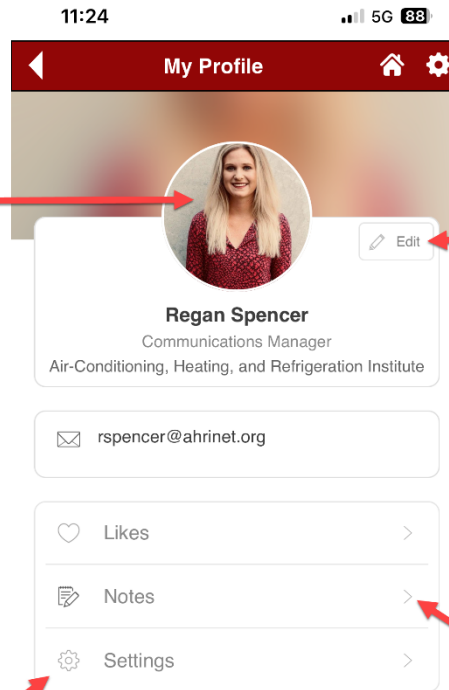 11:24
5G 88
My Profile
Edit
Regan Spencer
Communications Manager
Air-Conditioning, Heating, and Refrigeration Institute
rspencer@ahrinet.org
Likes
Notes
Settings